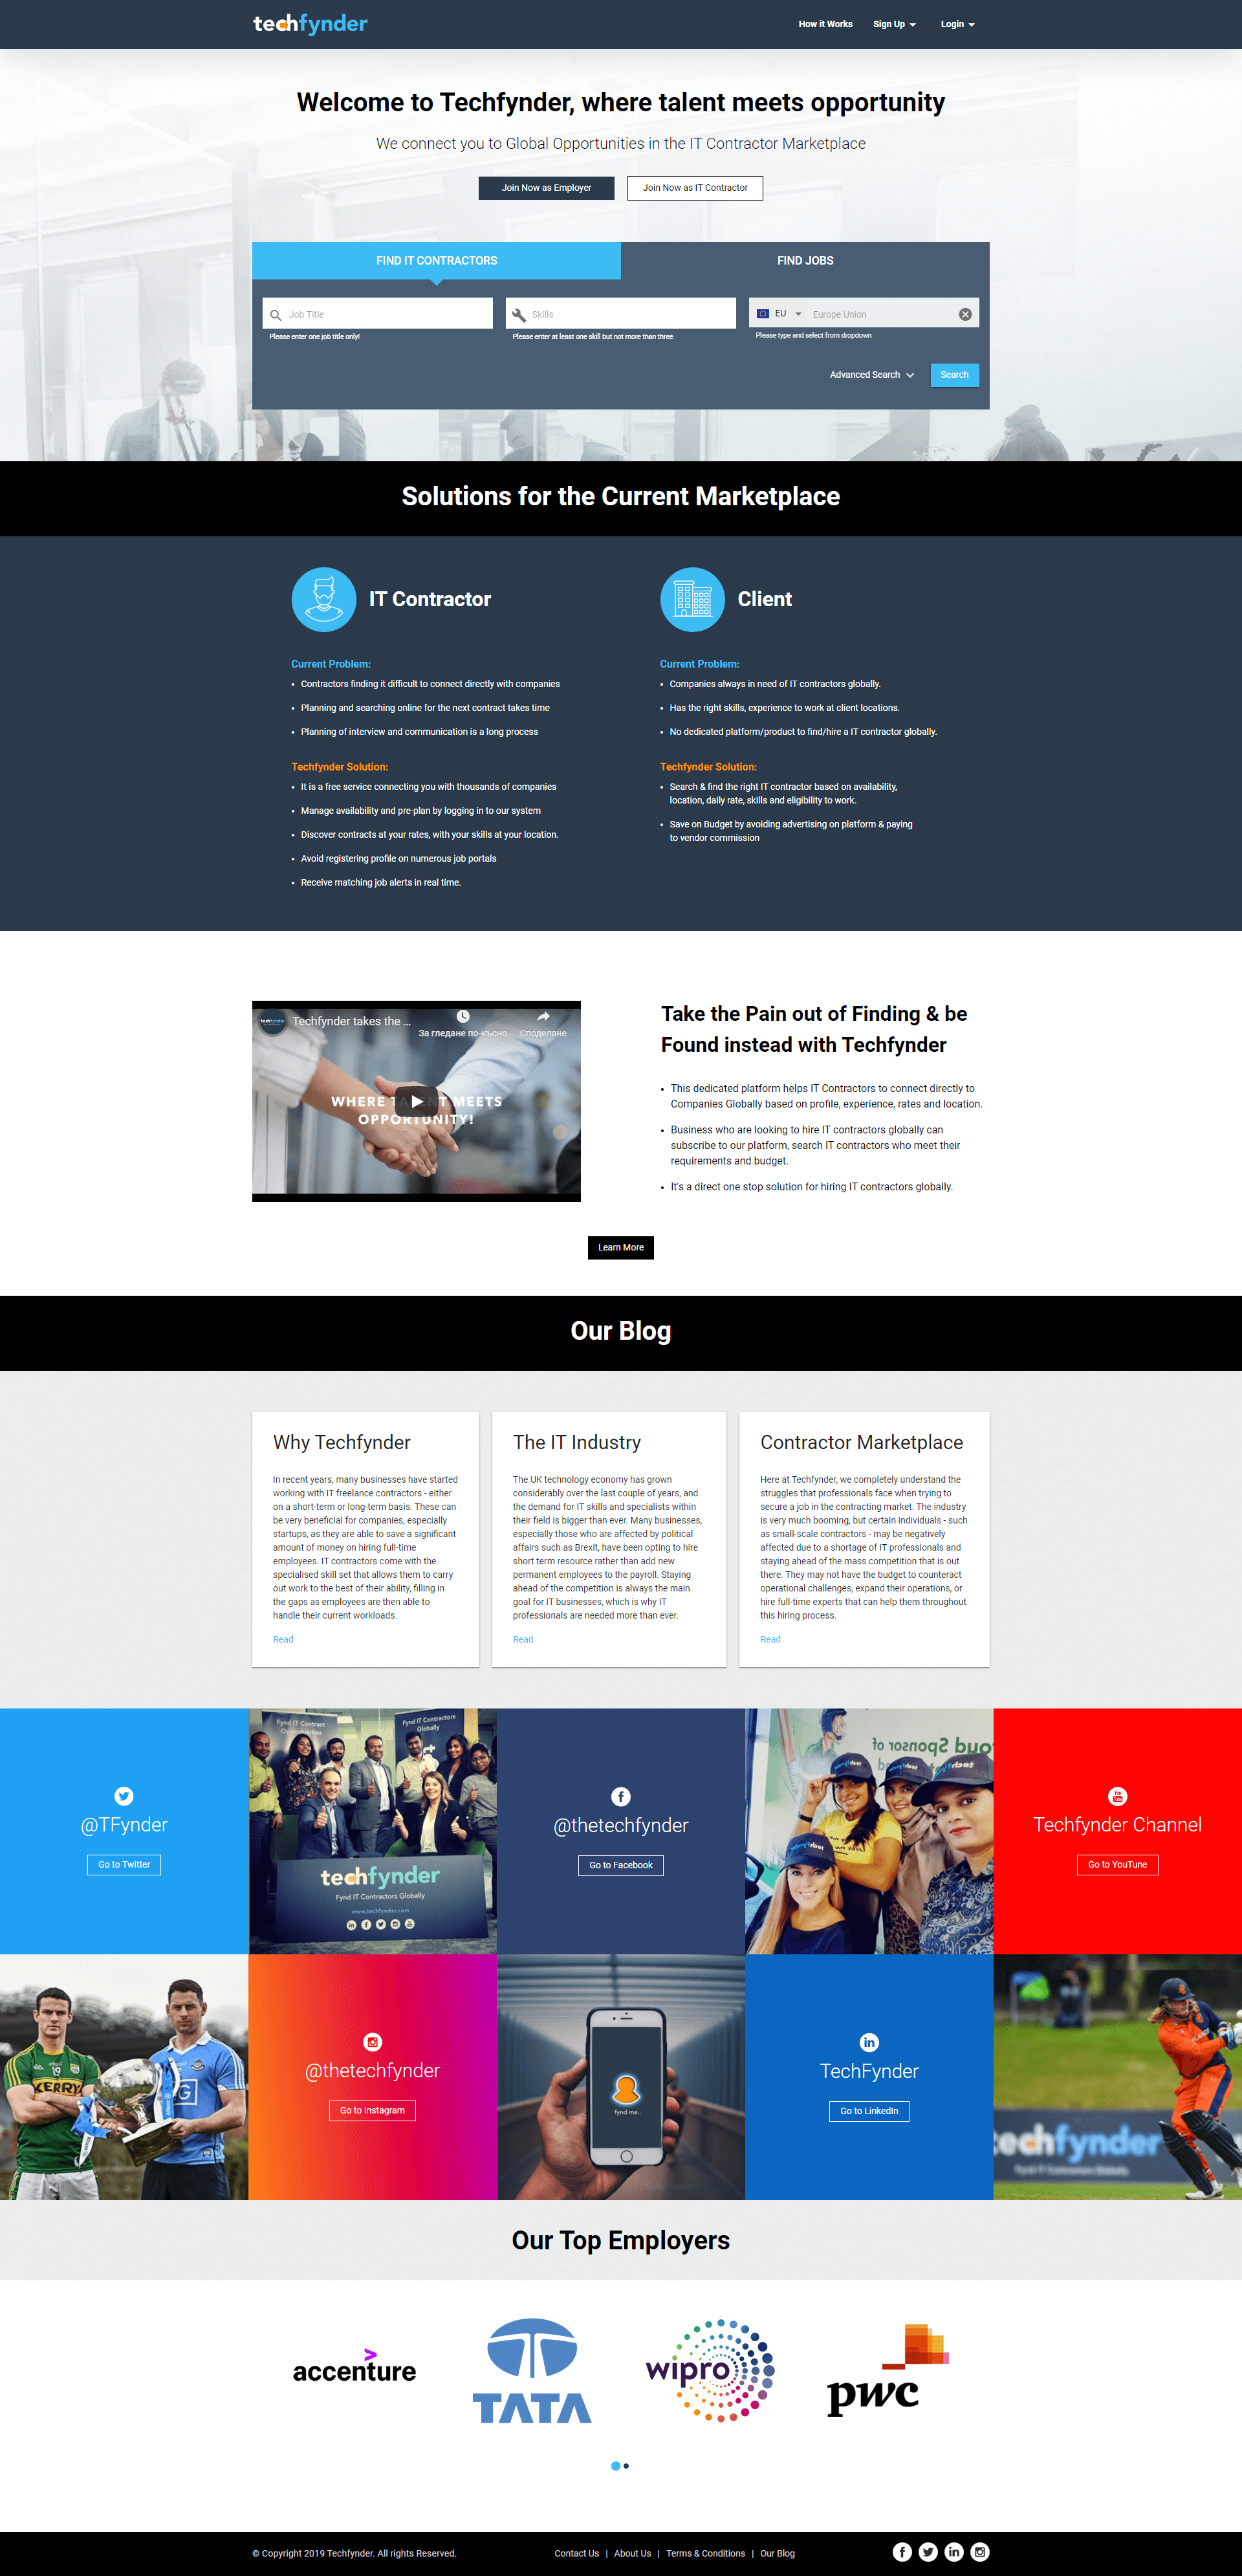 techfynder
How it Works
Sign Up
Login
Welcome to Techfynder, where talent meets opportunity
We connect you to Global Opportunities in the IT Contractor Marketplace
Join Now as Employer
Join Now as IT Contractor
FIND IT CONTRACTORS
FIND JOBS
Job Title
Skills
EU
Europe Union
Please enter one job title only!
Please enter at least one skill but not more than three
Please type and select from dropdown
Advanced Search
Search
Solutions for the Current Marketplace
IT Contractor
Current Problem:
• Contractors finding it difficult to connect directly with companies
• Planning and searching online for the next contract takes time
• Planning of interview and communication is a long process
Techfynder Solution:
• It is a free service connecting you with thousands of companies
• Manage availability and pre-plan by logging in to our system
• Discover contracts at your rates, with your skills at your location.
• Avoid registering profile on numerous job portals
• Receive matching job alerts in real time.
Client
Current Problem:
• Companies always in need of IT contractors globally.
• Has the right skills, experience to work at client locations.
• No dedicated platform/product to find/hire a IT contractor globally.
Techfynder Solution:
• Search & find the right IT contractor based on availability,
location, daily rate, skills and eligibility to work.
• Save on Budget by avoiding advertising on platform & paying
to vendor commission
techfynder
Techfynder takes the ...
За гледане по-късно
Споделяне
WHERE TALENT MEETS
OPPORTUNITY!
Take the Pain out of Finding & be
Found instead with Techfynder
• This dedicated platform helps IT Contractors to connect directly to
Companies Globally based on profile, experience, rates and location.
• Business who are looking to hire IT contractors globally can
subscribe to our platform, search IT contractors who meet their
requirements and budget.
• It's a direct one stop solution for hiring IT contractors globally.
Learn More
Our Blog
Why Techfynder
In recent years, many businesses have started
working with IT freelance contractors - either
on a short-term or long-term basis. These can
be very beneficial for companies, especially
startups, as they are able to save a significant
amount of money on hiring full-time
employees. IT contractors come with the
specialised skill set that allows them to carry
out work to the best of their ability, filling in
the gaps as employees are then able to
handle their current workloads.
Read
The IT Industry
The UK technology economy has grown
considerably over the last couple of years, and
the demand for IT skills and specialists within
their field is bigger than ever. Many businesses,
especially those who are affected by political
affairs such as Brexit, have been opting to hire
short term resource rather than add new
permanent employees to the payroll. Staying
ahead of the competition is always the main
goal for IT businesses, which is why IT
professionals are needed more than ever.
Read
Contractor Marketplace
Here at Techfynder, we completely understand the
struggles that professionals face when trying to
secure a job in the contracting market. The industry
is very much booming, but certain individuals - such
as small-scale contractors - may be negatively
affected due to a shortage of IT professionals and
staying ahead of the mass competition that is out
there. They may not have the budget to counteract
operational challenges, expand their operations, or
hire full-time experts that can help them throughout
this hiring process.
Read
@TFynder
Go to Twitter
Fynd IT Contract
Opportunities
Fynd IT Contractors
Globally
techfynder
Fynd IT Contractors Globally
www.techfynder.com
@thetechfynder
Go to Facebook
oud Sponsor of
techfynder
Techfynder Channel
Go to YouTune
19
KERRY
@thetechfynder
Go to Instagram
fynd me..
TechFynder
Go to LinkedIn
techfynder
Fynd IT Contractors Globally
Our Top Employers
accenture
TATA
wipro
pwc
© Copyright 2019 Techfynder. All rights Reserved.
Contact Us | About Us | Terms & Conditions | Our Blog